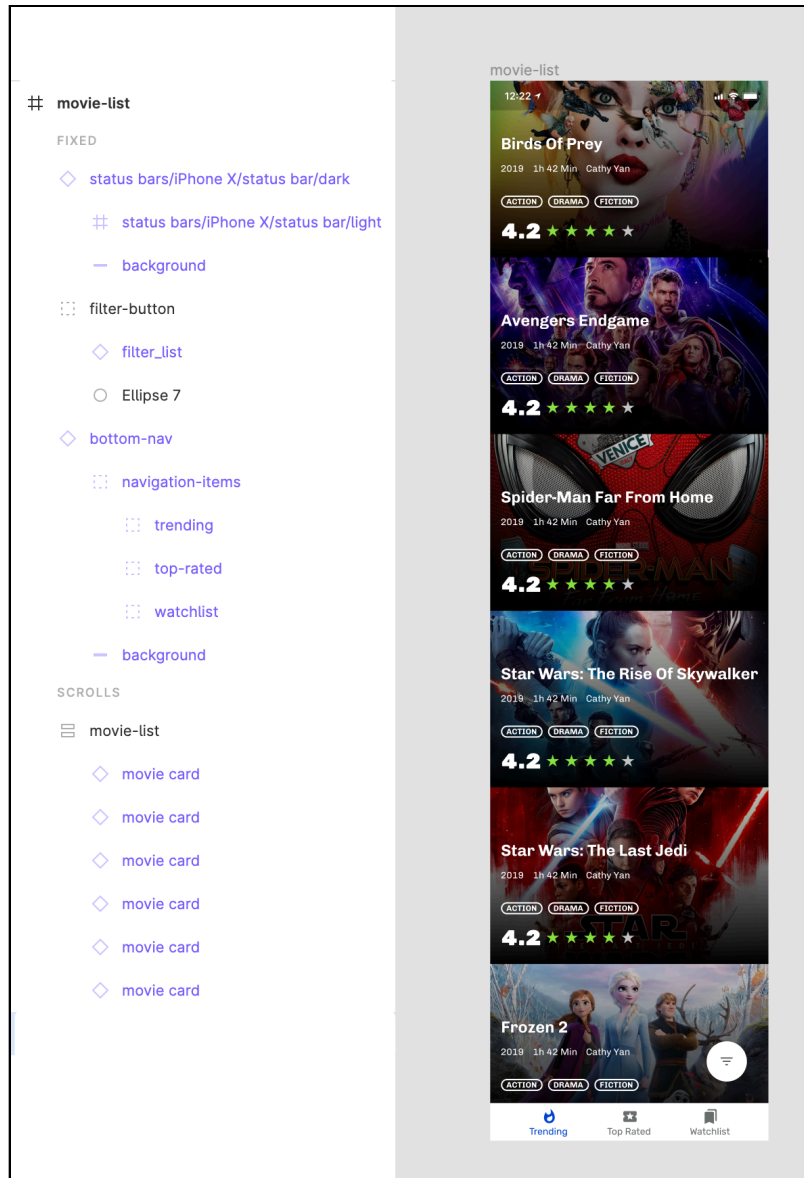 movie-list
FIXED
status bars/iPhone X/status bar/dark
status bars/iPhone X/status bar/light
background
filter-button
filter_list
Ellipse 7
bottom-nav
navigation-items
trending
top-rated
watchlist
background
SCROLLS
movie-list
movie card
movie card
movie card
movie card
movie card
movie card
movie-list
12:22
Birds Of Prey
2019 1h 42 Min Cathy Yan
ACTION DRAMA FICTION
4.2
Avengers Endgame
2019 1h 42 Min Cathy Yan
ACTION DRAMA FICTION
4.2
VENICE
Spider-Man Far From Home
2019 1h 42 Min Cathy Yan
ACTION DRAMA FICTION
SPIDER-MAN
4.2
Far From Home
Star Wars: The Rise Of Skywalker
2019 1h 42 Min Cathy Yan
ACTION DRAMA FICTION
4.2
Star Wars: The Last Jedi
2019 1h 42 Min Cathy Yan
ACTION DRAMA FICTION
STAR
4.2
Frozen 2
2019 1h 42 Min Cathy Yan
ACTION DRAMA FICTION
Trending Top Rated Watchlist